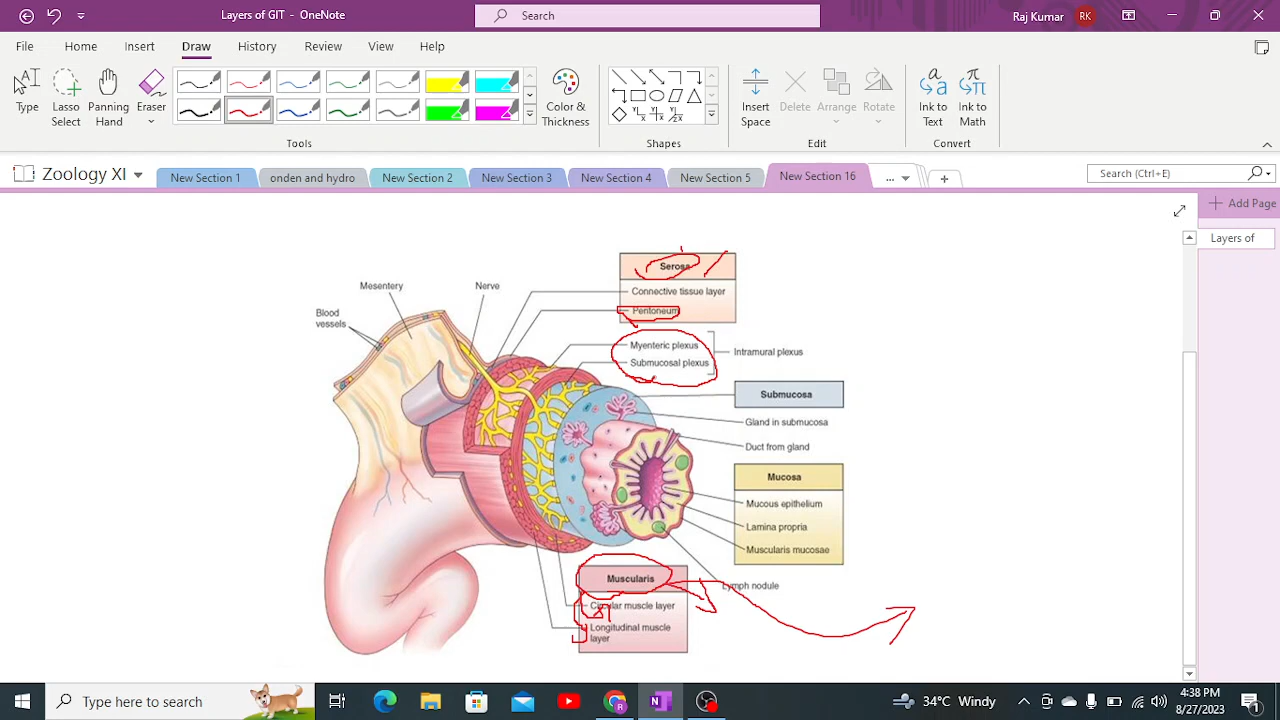 Layers of GIT - OneNote
Search
Raj Kumar
RK
File
Home
Insert
Draw
History
Review
View
Help
Type
Lasso
Select
Panning
Hand
Eraser
Color &
Thickness
Insert
Space
Delete
Arrange
Rotate
Ink to
Text
Ink to
Math
Tools
Shapes
Edit
Convert
Zoology XI
New Section 1
onden and hydro
New Section 2
New Section 3
New Section 4
New Section 5
New Section 16
...
Search (Ctrl+E)
Add Page
Layers of
Serosa
Connective tissue layer
Peritoneum
Mesentery
Nerve
Blood
vessels
Myenteric plexus
Submucosal plexus
Intramural plexus
Submucosa
Gland in submucosa
Duct from gland
Mucosa
Mucous epithelium
Lamina propria
Muscularis mucosae
Lymph nodule
Muscularis
Circular muscle layer
Longitudinal muscle
layer
Type here to search
34°C Windy
4:38 PM
8/27/2023